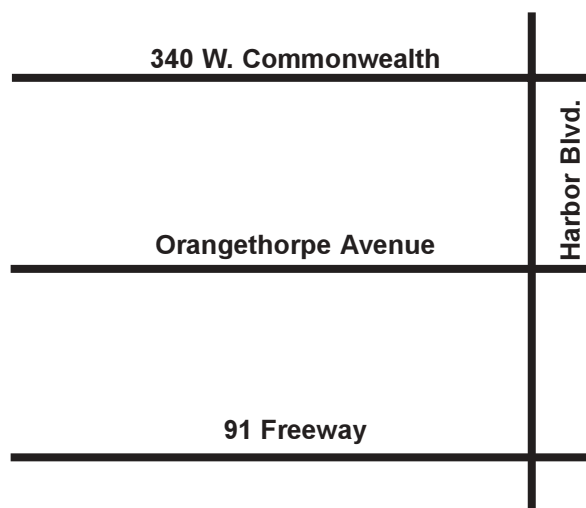 340 W. Commonwealth
Harbor Blvd.
Orangethorpe Avenue
91 Freeway